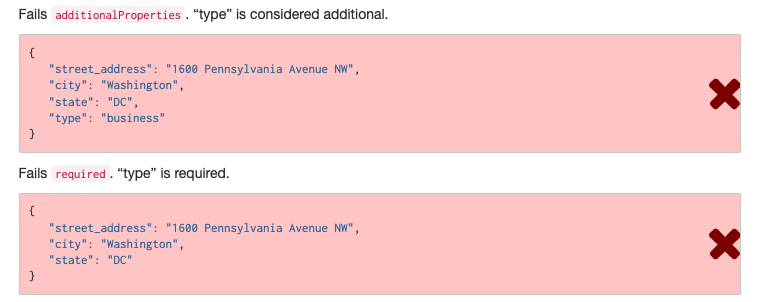 Fails additionalProperties. “type” is considered additional.
{
"street_address": "1600 Pennsylvania Avenue NW",
"city": "Washington",
"state": "DC",
"type": "business"
}
Fails required. “type” is required.
{
"street_address": "1600 Pennsylvania Avenue NW",
"city": "Washington",
"state": "DC"
}